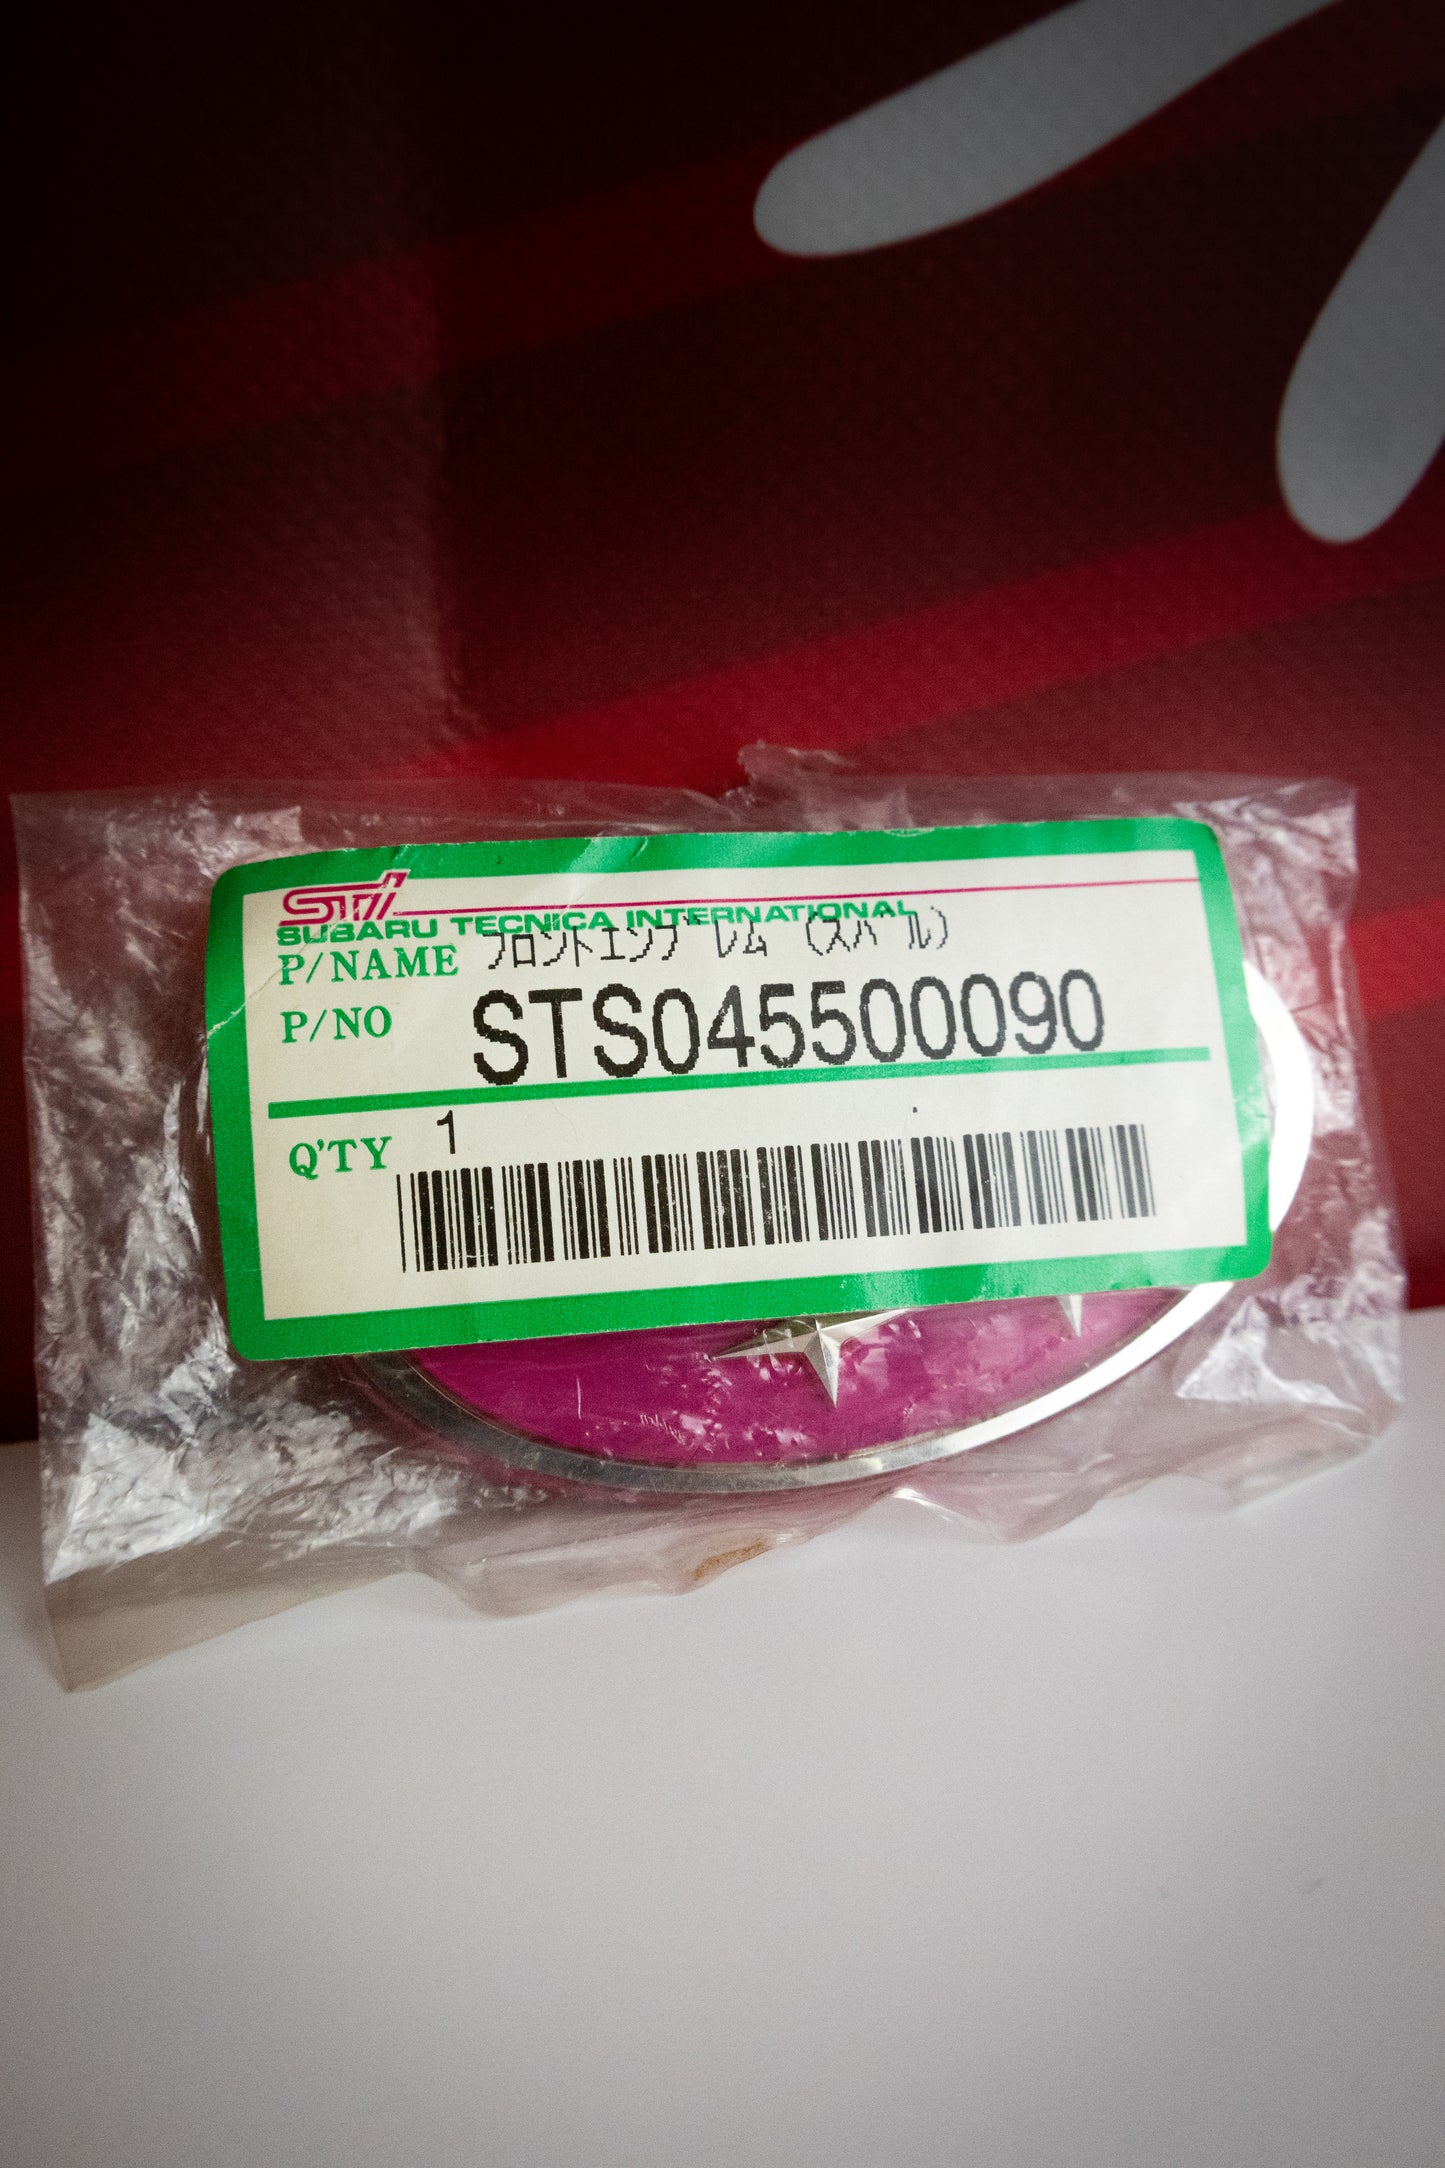 STi
SUBARU TECNICA INTERNATIONAL
P/NAME フロントエンブレム (スバル)
P/NO STS045500090
Q'TY 1